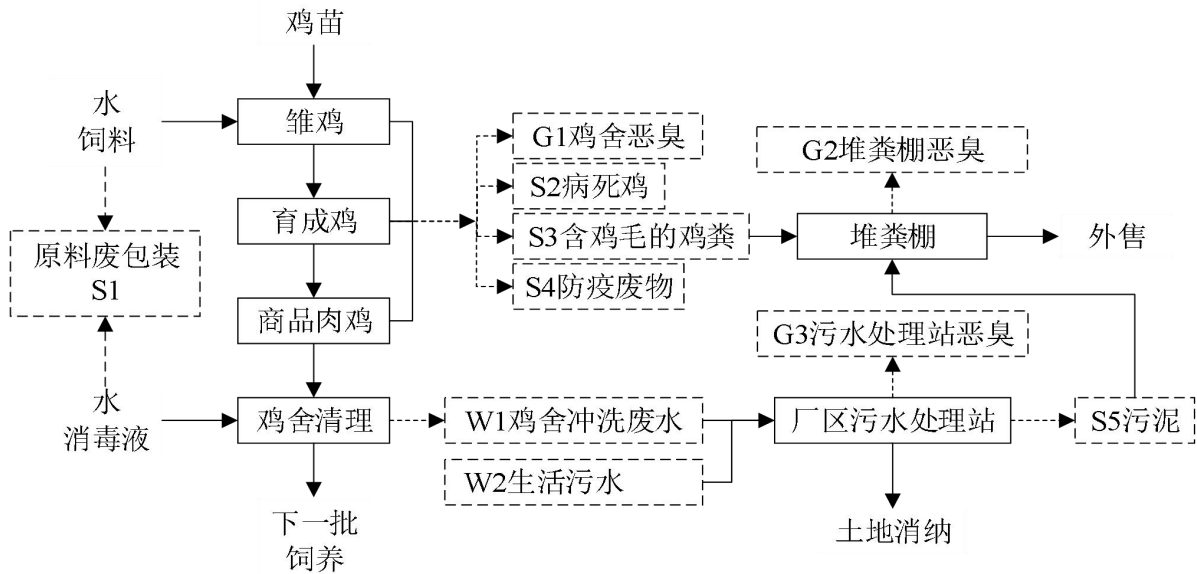 鸡苗
水
饲料
雏鸡
G1鸡舍恶臭
G2堆粪棚恶臭
S2病死鸡
育成鸡
S3含鸡毛的鸡粪
堆粪棚
外售
原料废包装
S1
S4防疫废物
商品肉鸡
G3污水处理站恶臭
水
消毒液
鸡舍清理
W1鸡舍冲洗废水
厂区污水处理站
S5污泥
W2生活污水
下一批
饲养
土地消纳